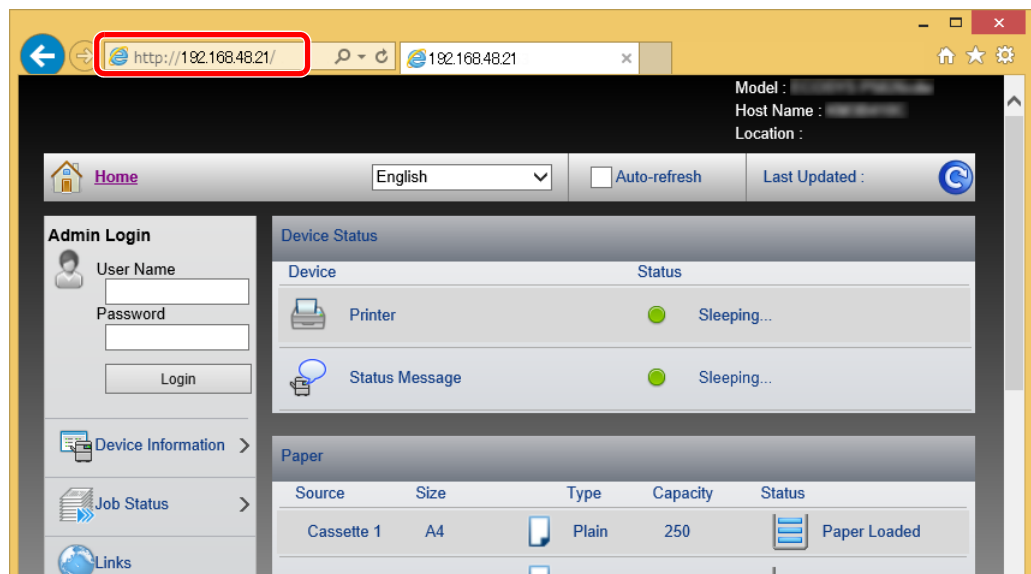 http://192.168.48.21/
192.168.48.21
Model :
Host Name :
Location :
Home
English
Auto-refresh
Last Updated :
Admin Login
User Name
Password
Login
Device Information
Job Status
Links
Device Status
Device Status
Printer Sleeping...
Status Message Sleeping...
Paper
Source Size Type Capacity Status
Cassette 1 A4 Plain 250 Paper Loaded